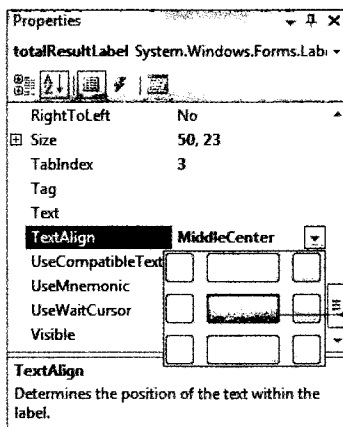 Properties
totalResultLabel System.Windows.Forms.Labe
A
Z
RightToLeft No
Size 50, 23
TabIndex 3
Tag
Text
TextAlign MiddleCenter
UseCompatibleText
UseMnemonic
UseWaitCursor
Visible
TextAlign
Determines the position of the text within the
label.